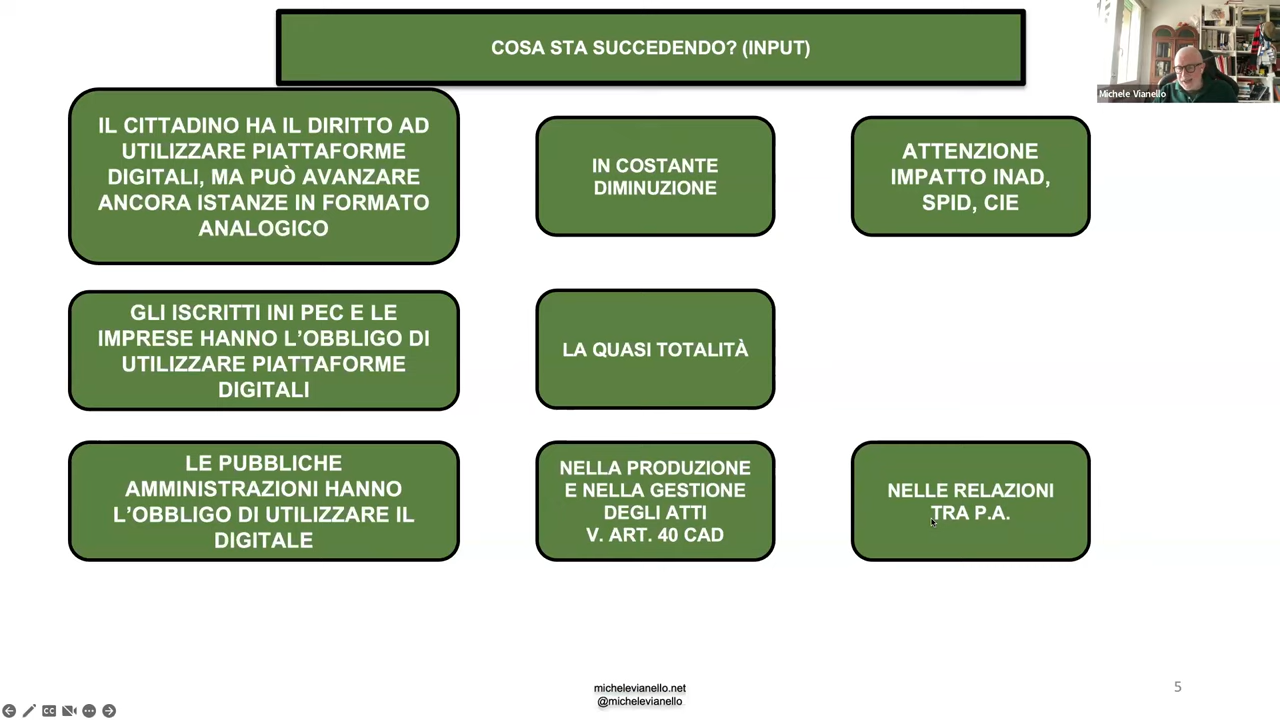 COSA STA SUCCEDENDO? (INPUT)
Michele Vianello
IL CITTADINO HA IL DIRITTO AD
UTILIZZARE PIATTAFORME
DIGITALI, MA PUÒ AVANZARE
ANCORA ISTANZE IN FORMATO
ANALOGICO
IN COSTANTE
DIMINUZIONE
ATTENZIONE
IMPATTO INAD,
SPID, CIE
GLI ISCRITTI INI PEC E LE
IMPRESE HANNO L’OBBLIGO DI
UTILIZZARE PIATTAFORME
DIGITALI
LA QUASI TOTALITÀ
LE PUBBLICHE
AMMINISTRAZIONI HANNO
L’OBBLIGO DI UTILIZZARE IL
DIGITALE
NELLA PRODUZIONE
E NELLA GESTIONE
DEGLI ATTI
V. ART. 40 CAD
NELLE RELAZIONI
TRA P.A.
michelevianello.net
@michelevianello
5
CC